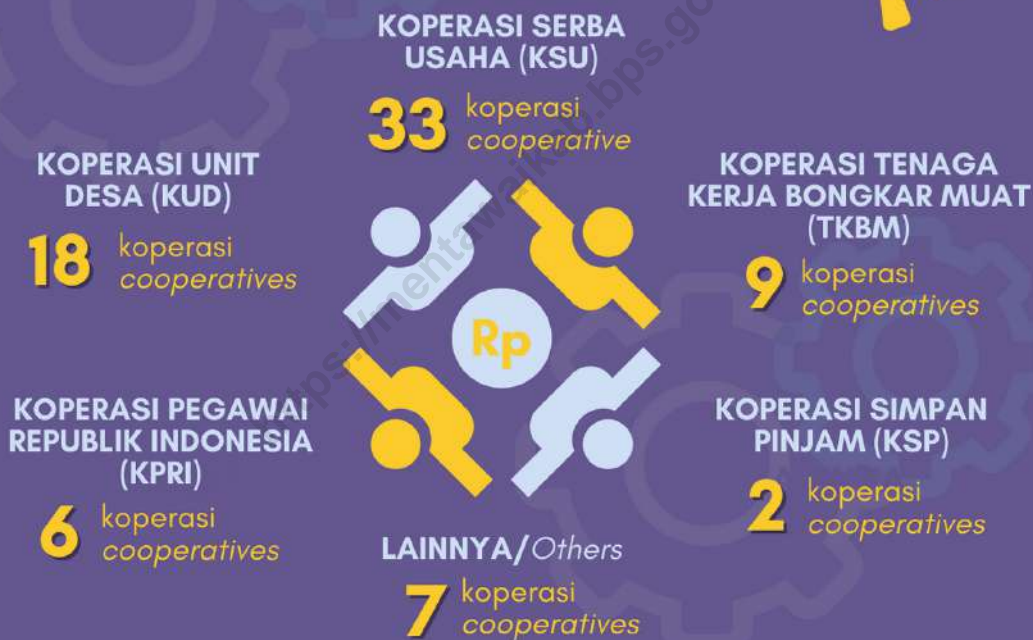 KOPERASI SERBA
USAHA (KSU)
33 koperasi
cooperative
KOPERASI UNIT
DESA (KUD)
18 koperasi
cooperatives
KOPERASI TENAGA
KERJA BONGKAR MUAT
(TKBM)
9 koperasi
cooperatives
Rp
KOPERASI PEGAWAI
REPUBLIK INDONESIA
(KPRI)
6 koperasi
cooperatives
KOPERASI SIMPAN
PINJAM (KSP)
2 koperasi
cooperatives
LAINNYA/Others
7 koperasi
cooperatives